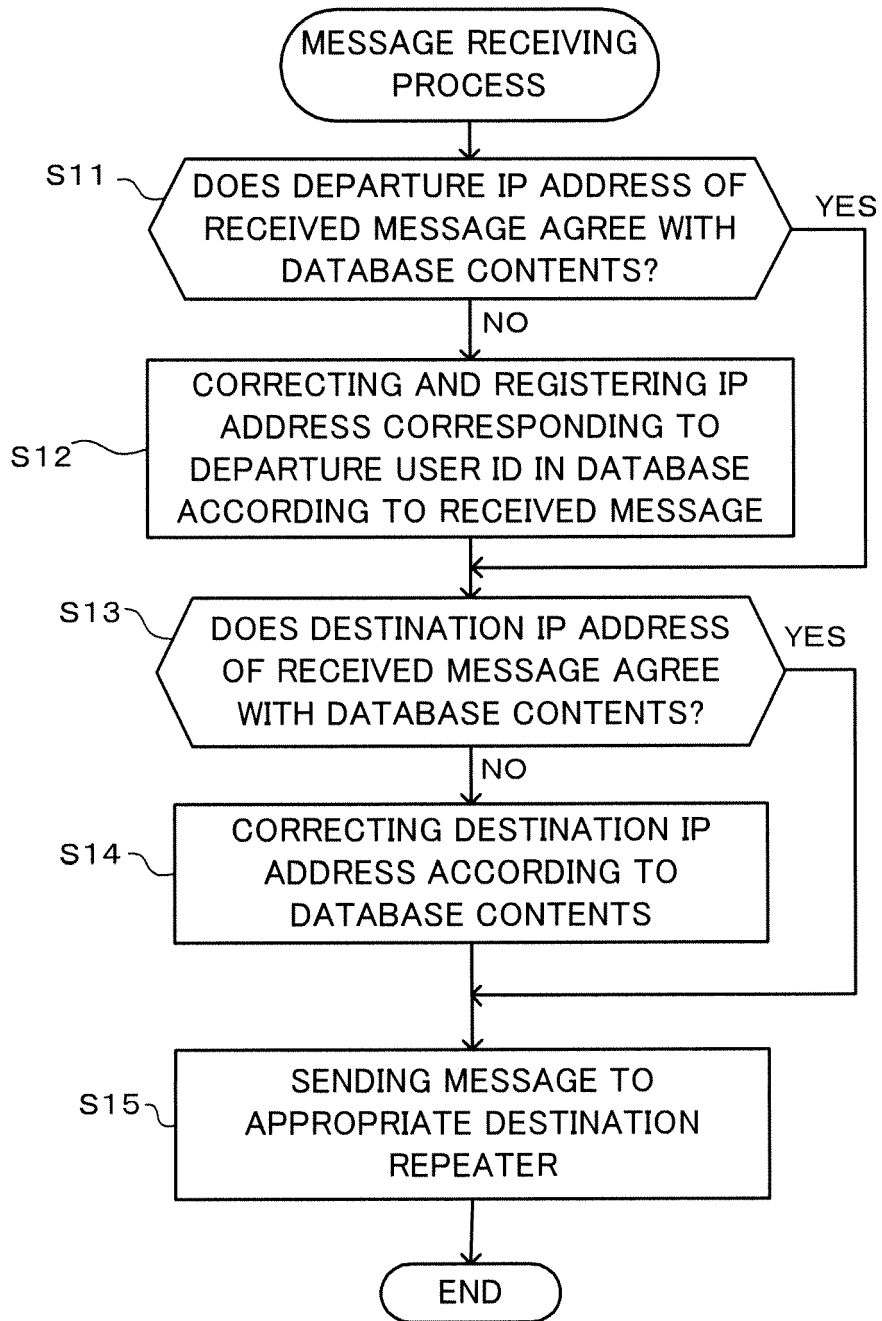 MESSAGE RECEIVING
PROCESS
S11
DOES DEPARTURE IP ADDRESS OF
RECEIVED MESSAGE AGREE WITH
DATABASE CONTENTS?
YES
NO
S12
CORRECTING AND REGISTERING IP
ADDRESS CORRESPONDING TO
DEPARTURE USER ID IN DATABASE
ACCORDING TO RECEIVED MESSAGE
S13
DOES DESTINATION IP ADDRESS
OF RECEIVED MESSAGE AGREE
WITH DATABASE CONTENTS?
YES
NO
S14
CORRECTING DESTINATION IP
ADDRESS ACCORDING TO
DATABASE CONTENTS
S15
SENDING MESSAGE TO
APPROPRIATE DESTINATION
REPEATER
END